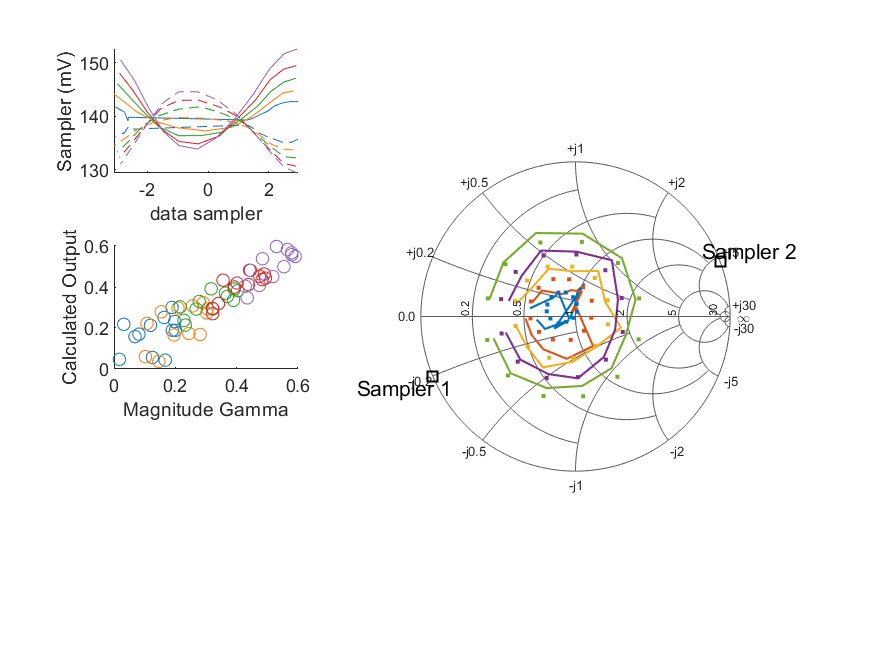 150
140
130
Sampler (mV)
-2 0 2
data sampler
0.6
0.4
0.2
0
Calculated Output
0 0.2 0.4 0.6
Magnitude Gamma
+j1
+j0.5 +j2
+j0.2
Sampler 2
0.0 0.2 0.5 1 2 5 30
+j30
∞
-j30
Sampler 1
-j5
-j0.5 -j2
-j1